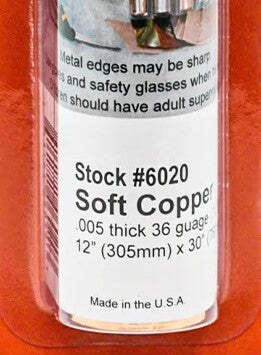 Metal edges may be sharp,
and safety glasses when
should have adult
Stock #6020
Soft Copper
.005 thick 36 guage
12" (305mm) x 30"
Made in the U.S.A.